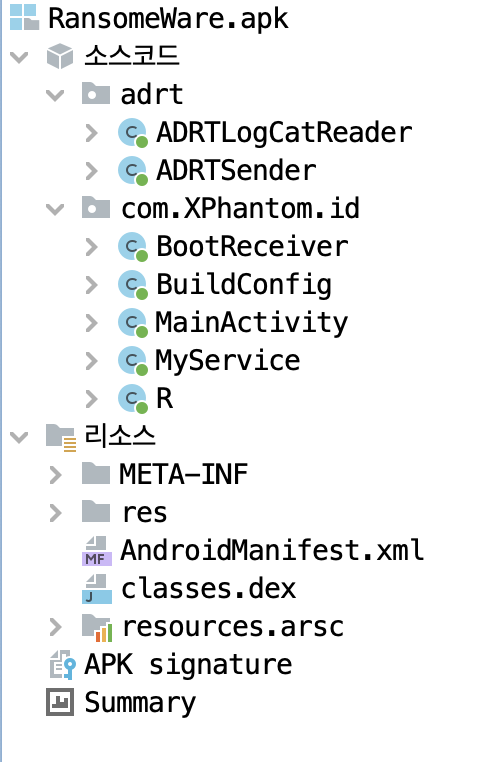 RansomeWare.apk
소스코드
adrt
ADRTLogCatReader
ADRTSender
com.XPhantom.id
BootReceiver
BuildConfig
MainActivity
MyService
R
리소스
META-INF
res
AndroidManifest.xml
classes.dex
resources.arsc
APK signature
Summary